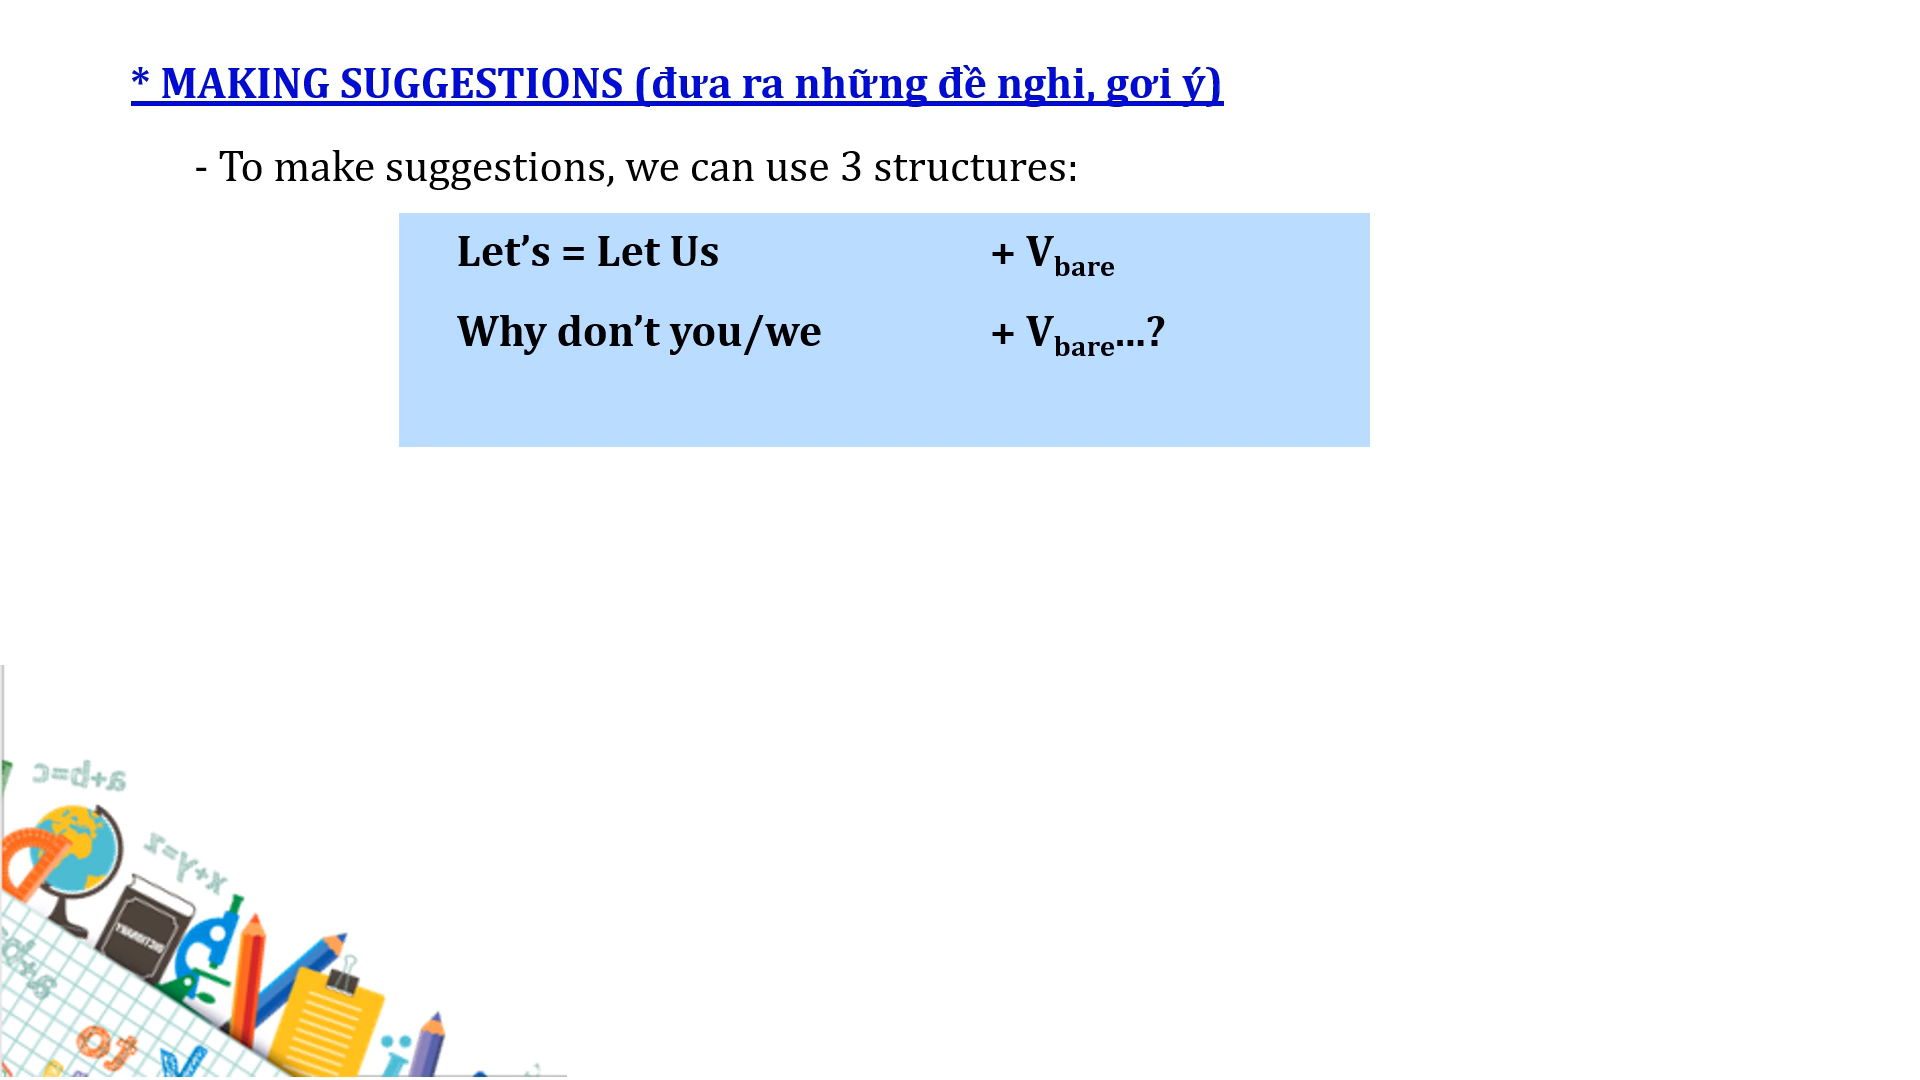 * MAKING SUGGESTIONS (đưa ra những đề nghị, gợi ý)
- To make suggestions, we can use 3 structures:
Let’s = Let Us + Vbare
Why don’t you/we + Vbare...?
a+b=c
x+y=z
DICTIONARY